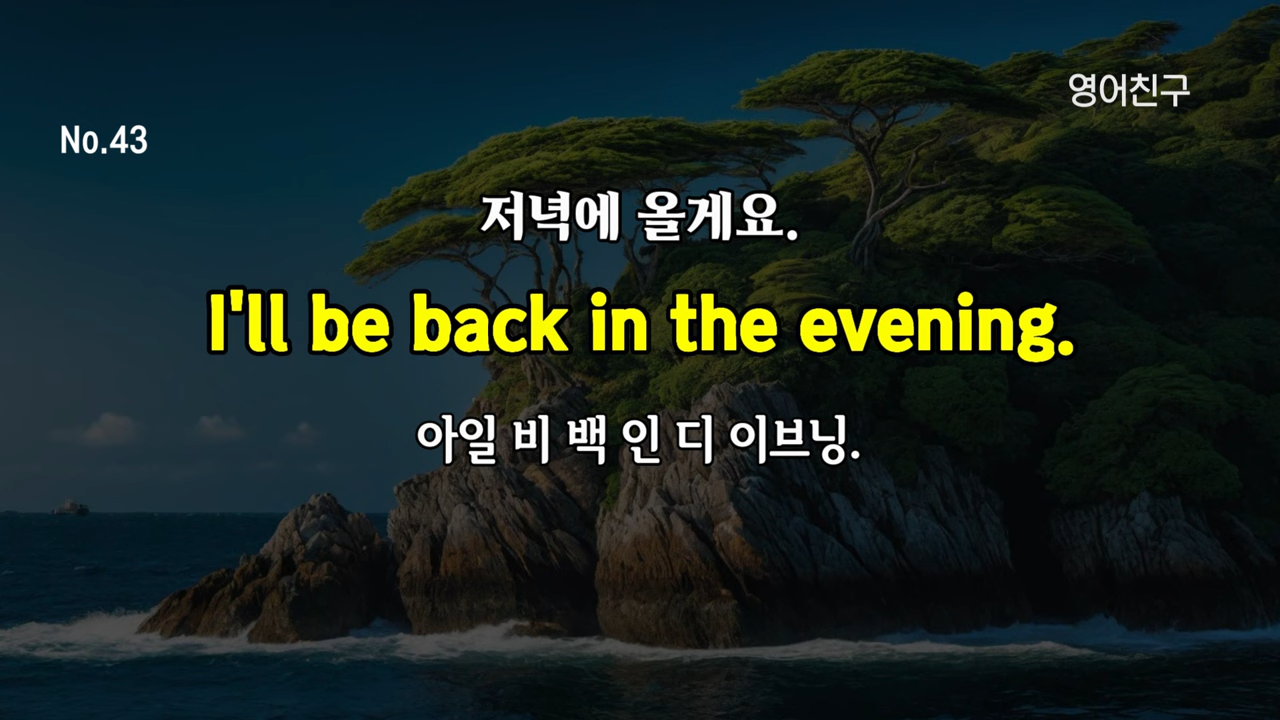 영어친구
No.43
저녁에 올게요.
I'll be back in the evening.
아일 비 백 인 디 이브닝.